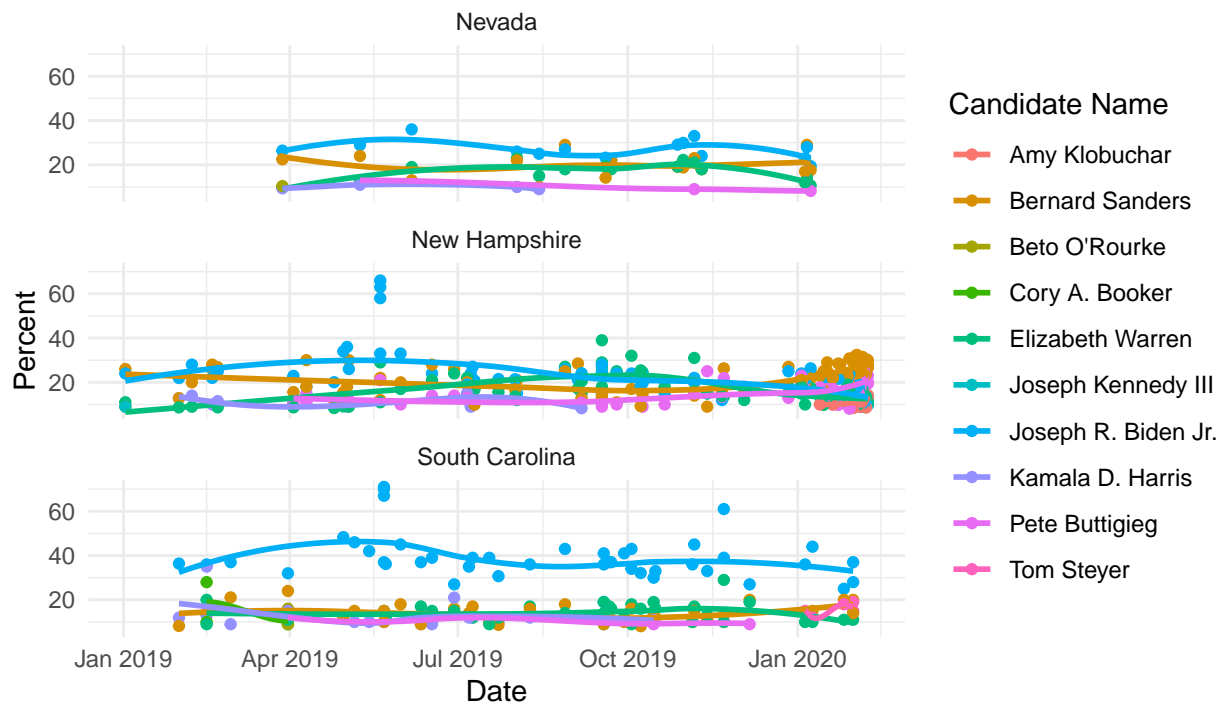 Nevada
60
40
20
New Hampshire
60
40
20
South Carolina
60
40
20
Jan 2019 Apr 2019 Jul 2019 Oct 2019 Jan 2020
Date
Percent
Candidate Name
Amy Klobuchar
Bernard Sanders
Beto O'Rourke
Cory A. Booker
Elizabeth Warren
Joseph Kennedy III
Joseph R. Biden Jr.
Kamala D. Harris
Pete Buttigieg
Tom Steyer